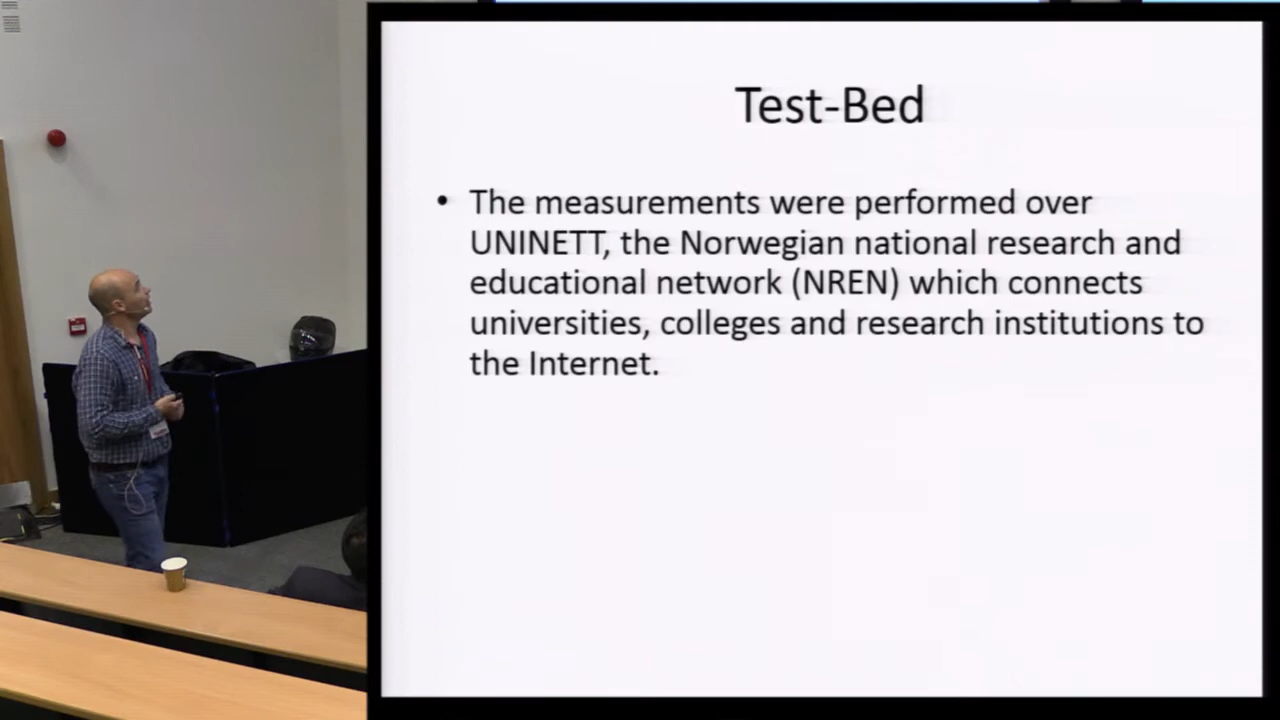 Test-Bed
• The measurements were performed over
UNINETT, the Norwegian national research and
educational network (NREN) which connects
universities, colleges and research institutions to
the Internet.